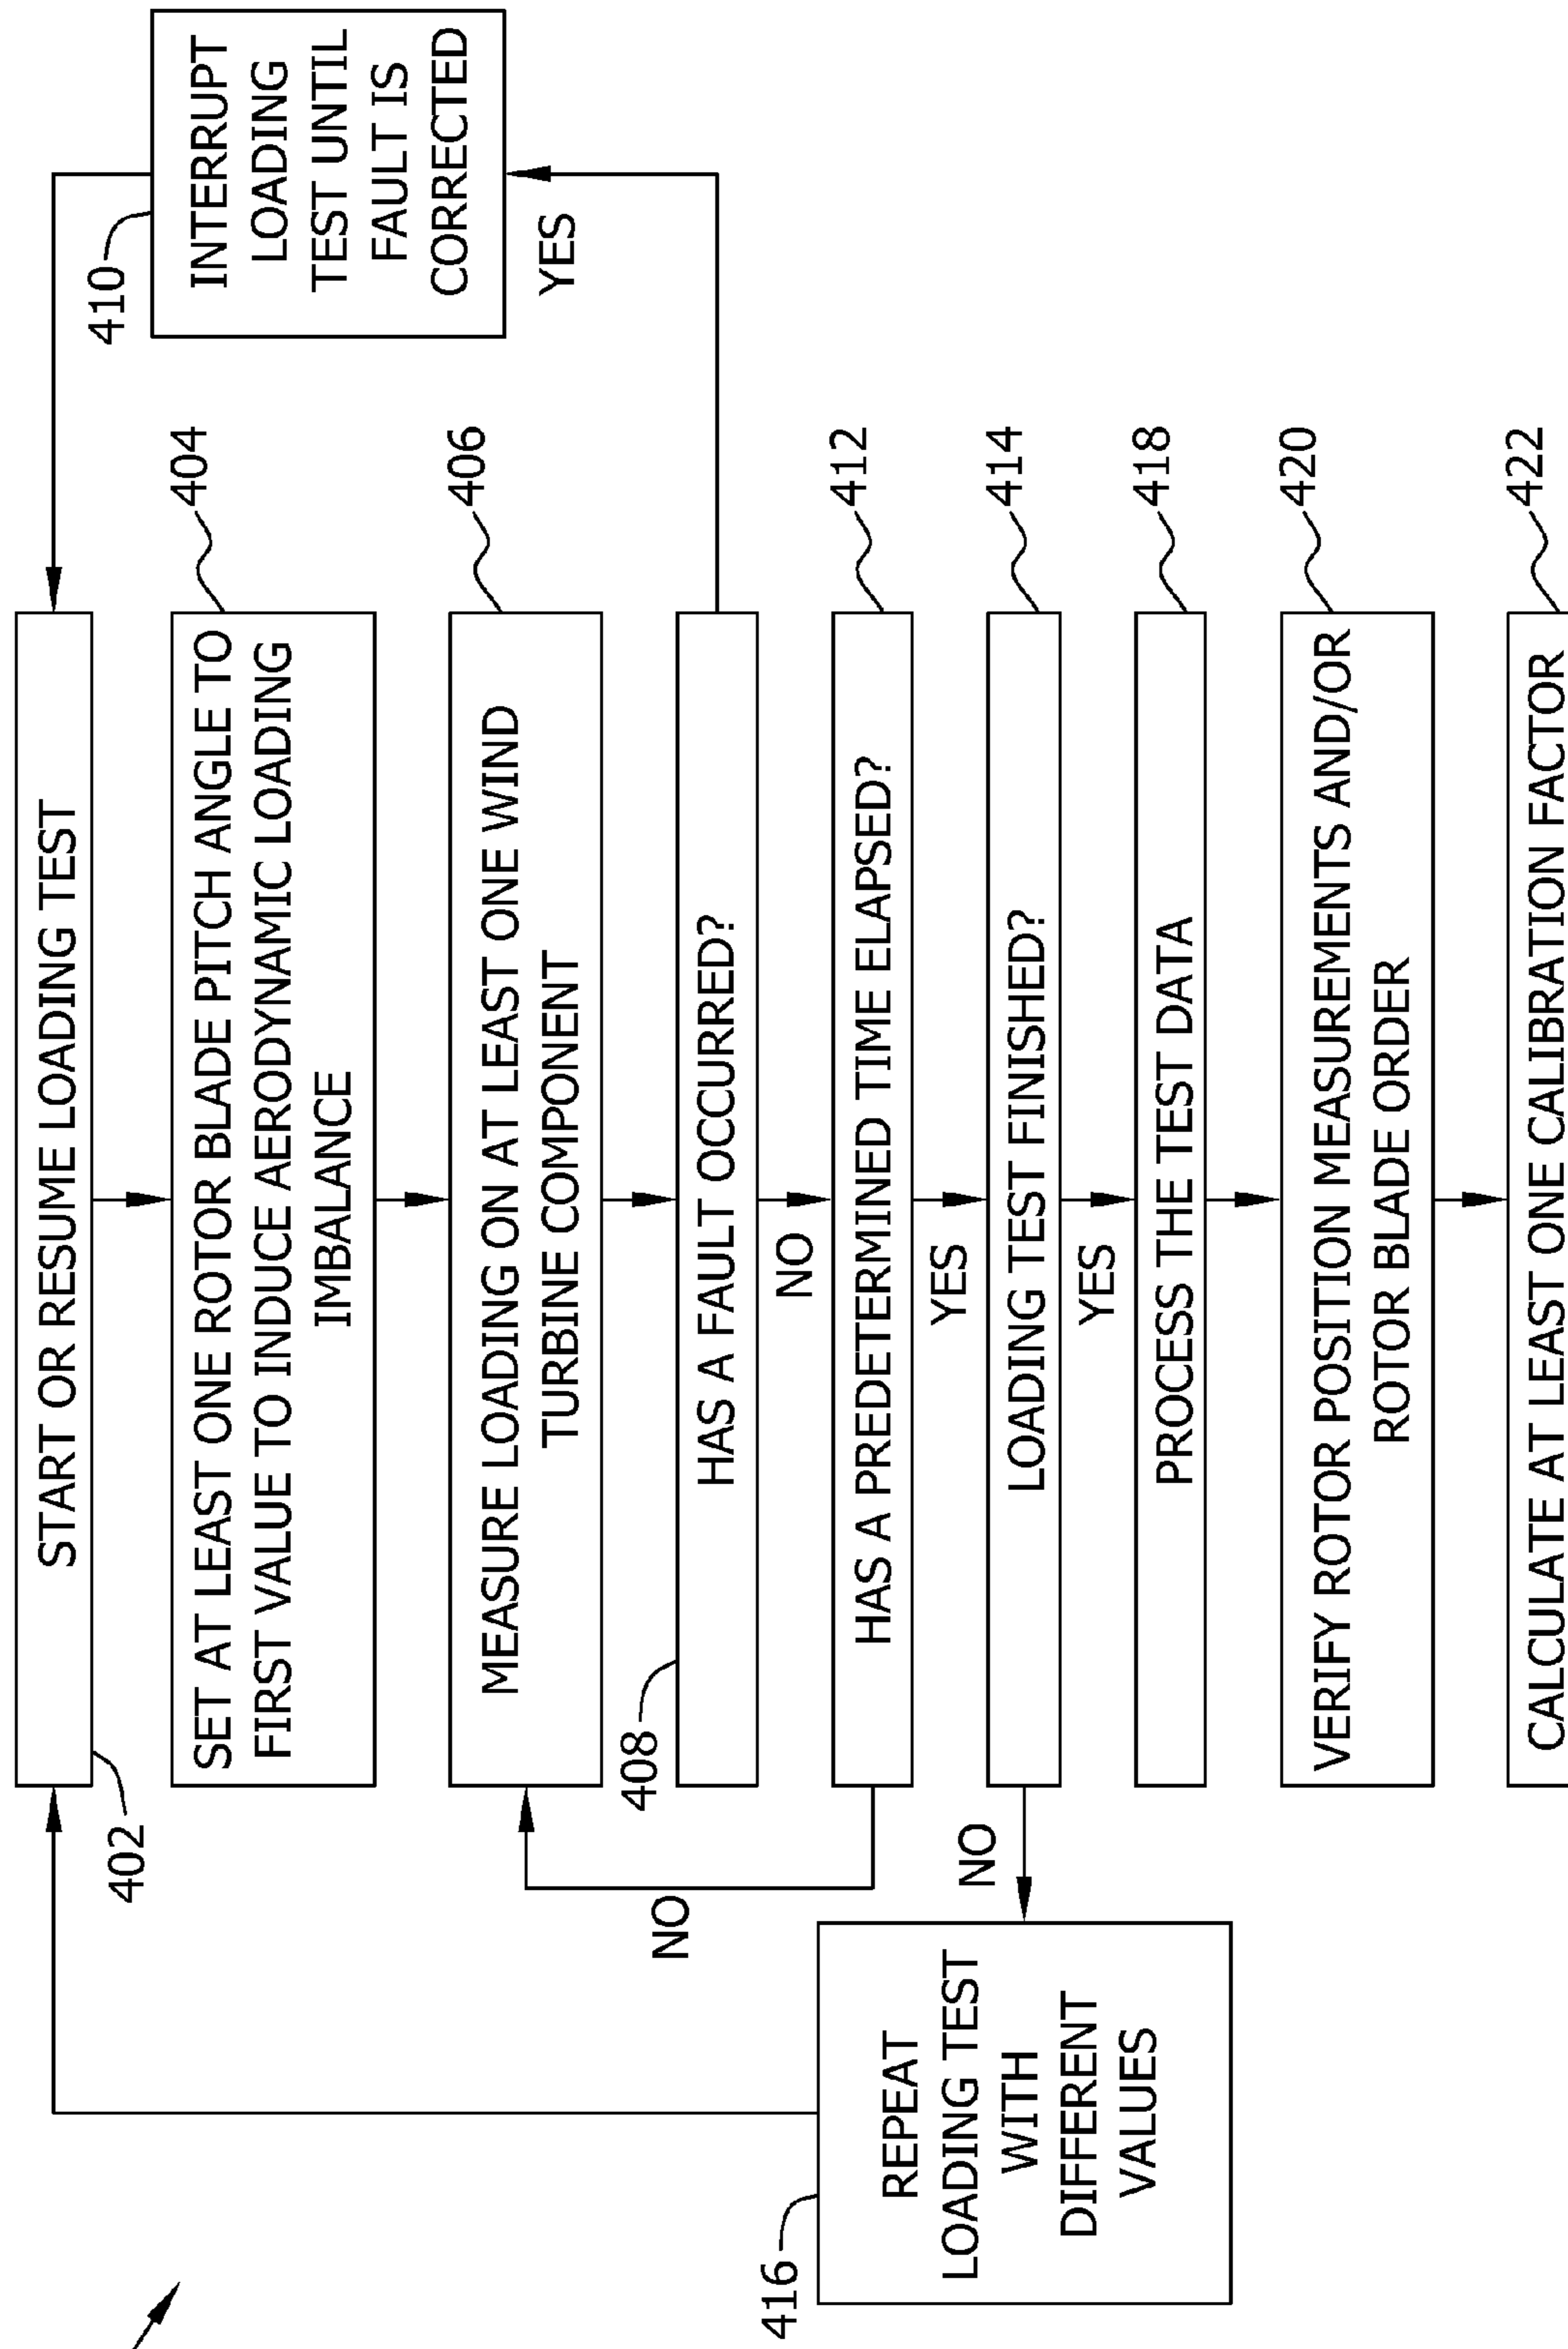 START OR RESUME LOADING TEST
402
SET AT LEAST ONE ROTOR BLADE PITCH ANGLE TO
FIRST VALUE TO INDUCE AERODYNAMIC LOADING
IMBALANCE
404
MEASURE LOADING ON AT LEAST ONE WIND
TURBINE COMPONENT
406
408
HAS A FAULT OCCURRED?
YES
INTERRUPT
LOADING
TEST UNTIL
FAULT IS
CORRECTED
410
NO
HAS A PREDETERMINED TIME ELAPSED?
412
NO
YES
LOADING TEST FINISHED?
414
NO
REPEAT
LOADING TEST
WITH
DIFFERENT
VALUES
416
YES
PROCESS THE TEST DATA
418
VERIFY ROTOR POSITION MEASUREMENTS AND/OR
ROTOR BLADE ORDER
420
CALCULATE AT LEAST ONE CALIBRATION FACTOR
422